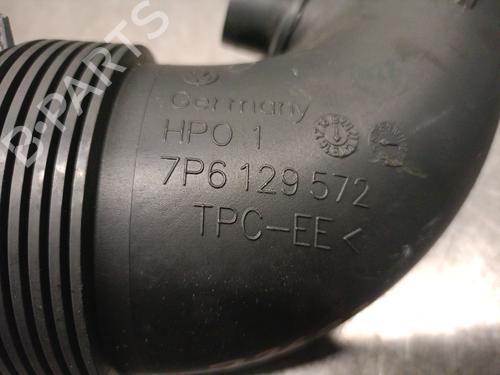 Germany
HPO 1
7P6 129 572
TPC-EE<
B-PARTS